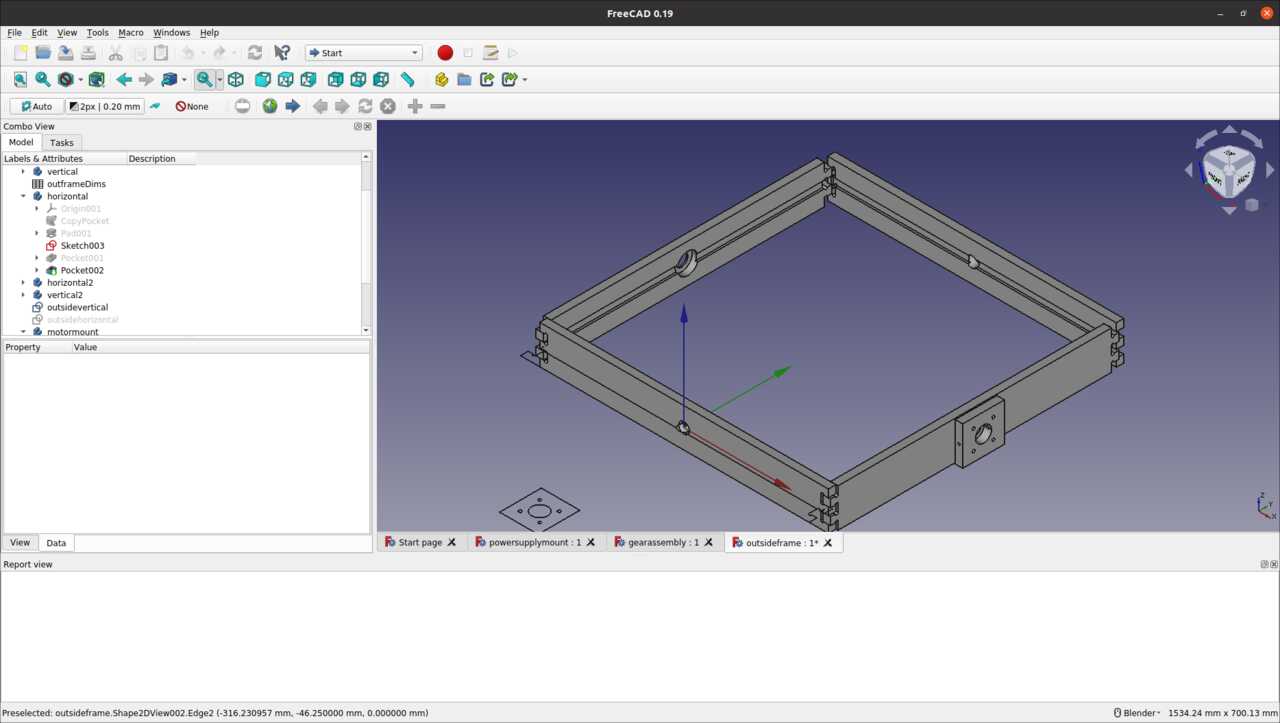 FreeCAD 0.19
File Edit View Tools Macro Windows Help
Start
Auto 2px | 0.20 mm None
Combo View
Model Tasks
Labels & Attributes Description
vertical
outframeDims
horizontal
Origin001
CopyPocket
Pad001
Sketch003
Pocket001
Pocket002
horizontal2
vertical2
outsidevertical
outsidehorizontal
motormount
Property Value
View Data
Z
Y
X
Start page powersupplymount : 1 gearassembly : 1 outsideframe : 1*
Report view
Preselected: outsideframe.Shape2DView002.Edge2 (-316.230957 mm, -46.250000 mm, 0.000000 mm) Blender 1534.24 mm x 700.13 mm